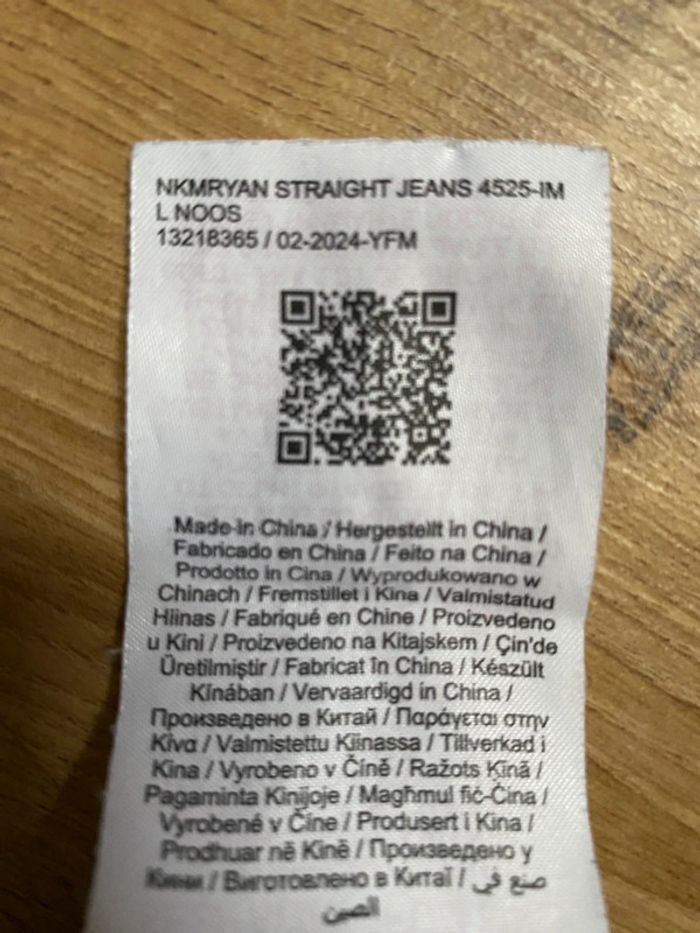 NKMRYAN STRAIGHT JEANS 4525-IM
L NOOS
13218365 / 02-2024-YFM
Made in China / Hergestellt in China /
Fabricado en China / Feito na China /
Prodotto in Cina / Wyprodukowano w
Chinach / Fremstillet i Kina / Valmistatud
Hiinas / Fabriqué en Chine / Proizvedeno
u Kini / Proizvedeno na Kitajskem / Çin'de
Üretilmiştir / Fabricat în China / Készült
Kínában / Vervaardigd in China /
Произведено в Китай / Παράγεται στην
Κίνα / Valmistettu Kiinassa / Tillverkad i
Kina / Vyrobeno v Číně / Ražots Ķīnā /
Pagaminta Kinijoje / Magħmul fiċ-Ċina /
Vyrobené v Číne / Produsert i Kina /
Prodhuar në Kinë / Произведено у
Кини / Виготовлено в Китаї / صنع في
الصين